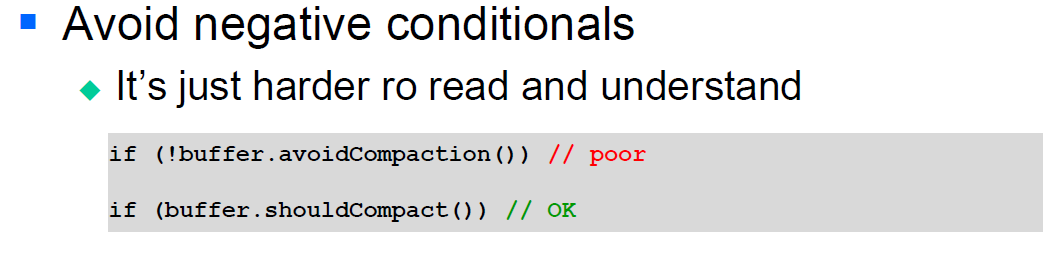 Avoid negative conditionals
It's just harder ro read and understand
if (!buffer.avoidCompaction()) // poor
if (buffer.shouldCompact()) // OK